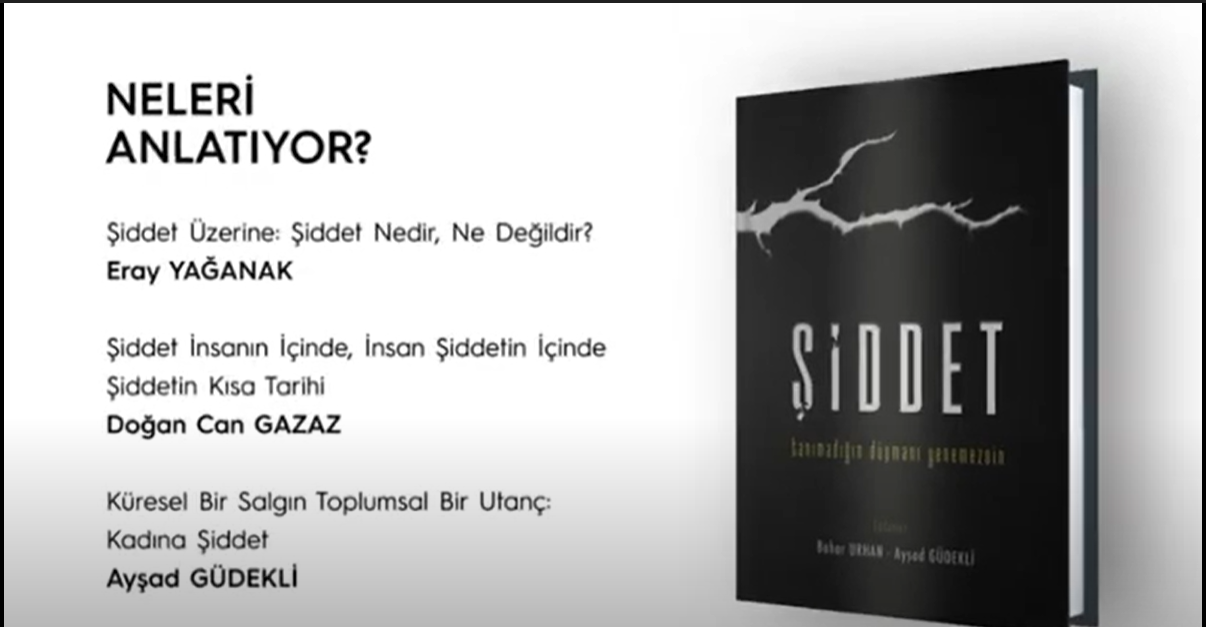 NELERİ
ANLATIYOR?
Şiddet Üzerine: Şiddet Nedir, Ne Değildir?
Eray YAĞANAK
Şiddet İnsanın İçinde, İnsan Şiddetin İçinde
Şiddetin Kısa Tarihi
Doğan Can GAZAZ
Küresel Bir Salgın Toplumsal Bir Utanç:
Kadına Şiddet
Ayşad GÜDEKLİ
ŞİDDET
tanımadığın düşmanı yenemezsin
Bahar URHAN - Ayşad GÜDEKLİ